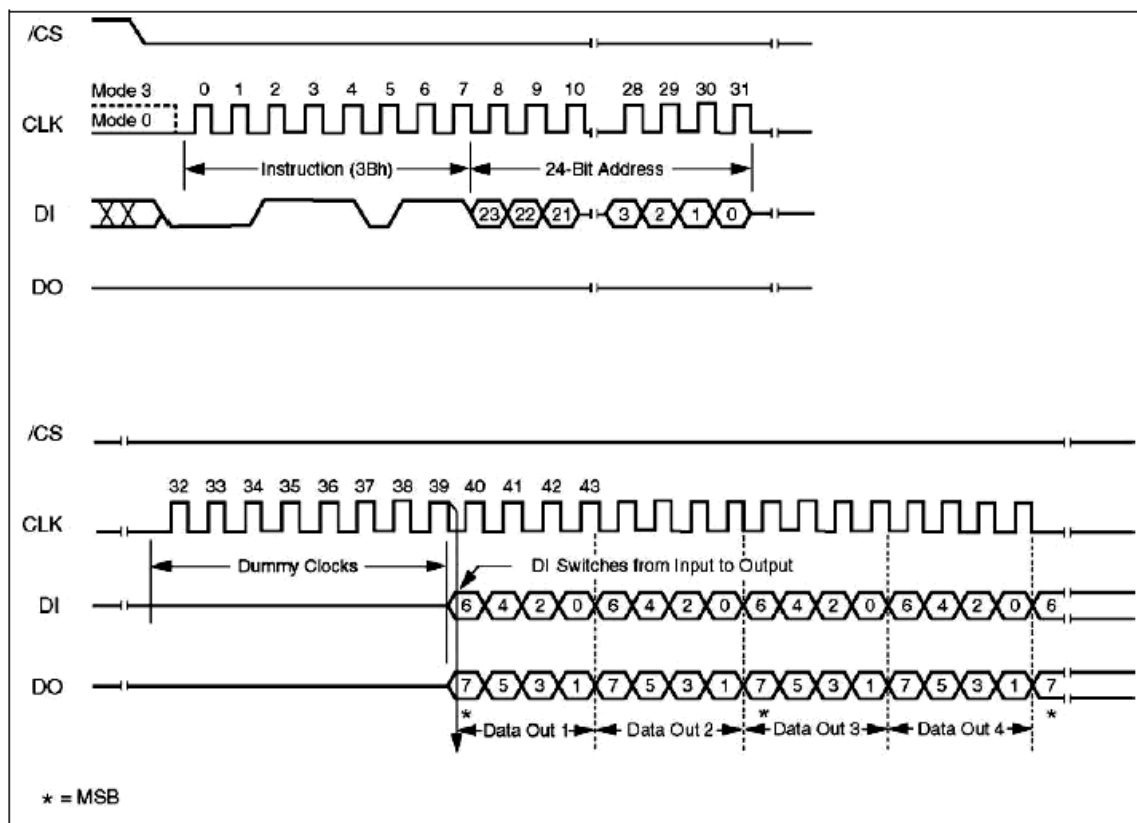 /CS
Mode 3 0 1 2 3 4 5 6 7 8 9 10 28 29 30 31
CLK Mode 0
Instruction (3Bh) 24-Bit Address
DI 23 22 21 3 2 1 0
DO
/CS
32 33 34 35 36 37 38 39 40 41 42 43
CLK
Dummy Clocks DI Switches from Input to Output
DI 6 4 2 0 6 4 2 0 6 4 2 0 6 4 2 0 6
DO 7 5 3 1 7 5 3 1 7 5 3 1 7 5 3 1 7
* * *
Data Out 1 Data Out 2 Data Out 3 Data Out 4
* = MSB